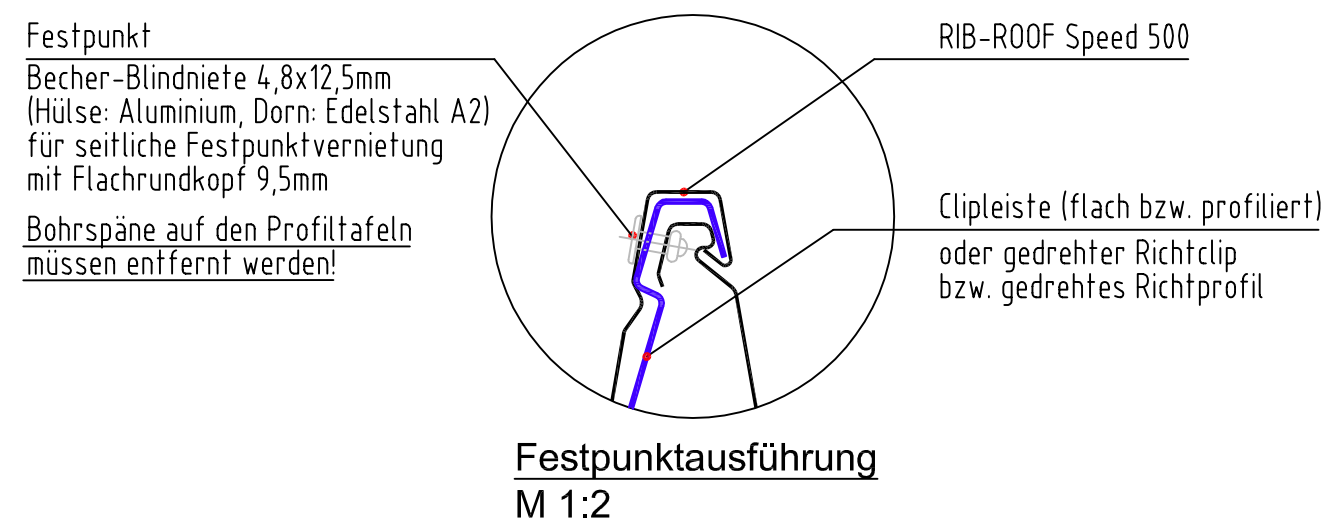 Festpunkt
Becher-Blindniete 4,8x12,5mm
(Hülse: Aluminium, Dorn: Edelstahl A2)
für seitliche Festpunktvernietung
mit Flachrundkopf 9,5mm
Bohrspäne auf den Profiltafeln
müssen entfernt werden!
RIB-ROOF Speed 500
Clipleiste (flach bzw. profiliert)
oder gedrehter Richtclip
bzw. gedrehtes Richtprofil
Festpunktausführung
M 1:2